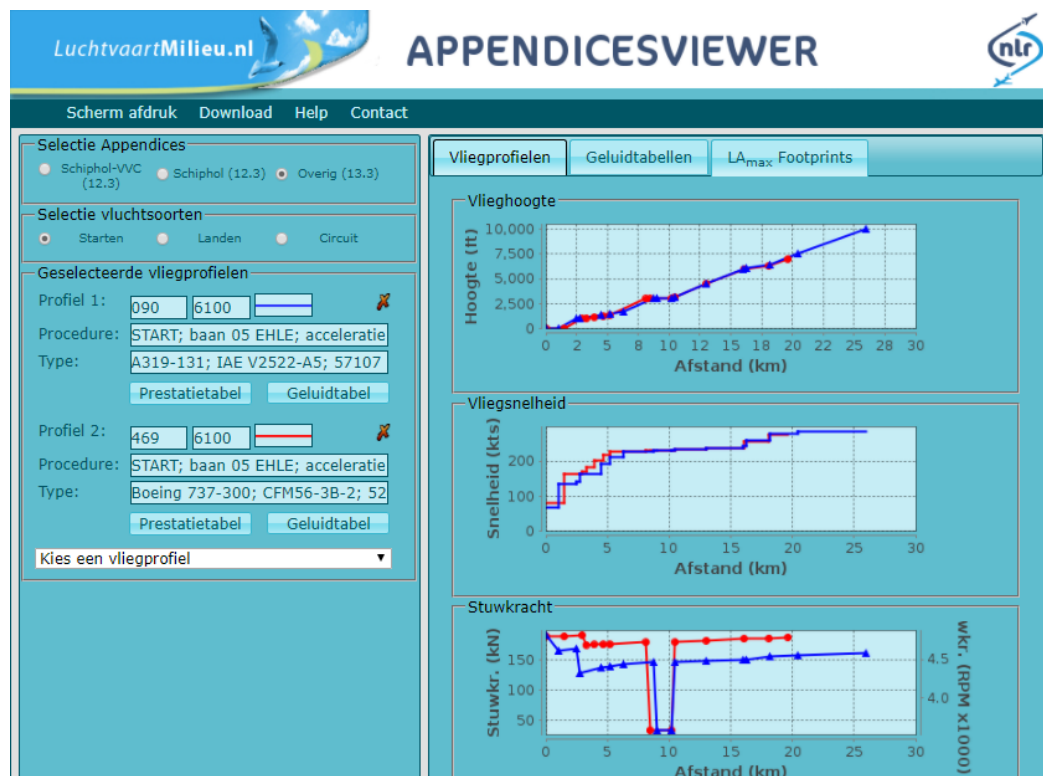 LuchtvaartMilieu.nl
APPENDICESVIEWER
nlr
Scherm afdruk Download Help Contact
Selectie Appendices
Schiphol-VVC (12.3) Schiphol (12.3) Overig (13.3)
Selectie vluchtsoorten
Starten Landen Circuit
Geselecteerde vliegprofielen
Profiel 1: 090 6100
Procedure: START; baan 05 EHLE; acceleratie
Type: A319-131; IAE V2522-A5; 57107
Prestatietabel Geluidtabel
Profiel 2: 469 6100
Procedure: START; baan 05 EHLE; acceleratie
Type: Boeing 737-300; CFM56-3B-2; 52
Prestatietabel Geluidtabel
Kies een vliegprofiel
Vliegprofielen Geluidtabellen LAmax Footprints
Vlieghoogte
Hoogte (ft)
10,000
7,500
5,000
2,500
0
0 2 5 8 10 12 15 18 20 22 25 28 30
Afstand (km)
Vliegsnelheid
Snelheid (kts)
200
100
0
0 5 10 15 20 25 30
Afstand (km)
Stuwkracht
Stuwkr. (kN)
150
100
50
4.5
4.0
wkr. (RPM x1000)
0 5 10 15 20 25 30
Afstand (km)